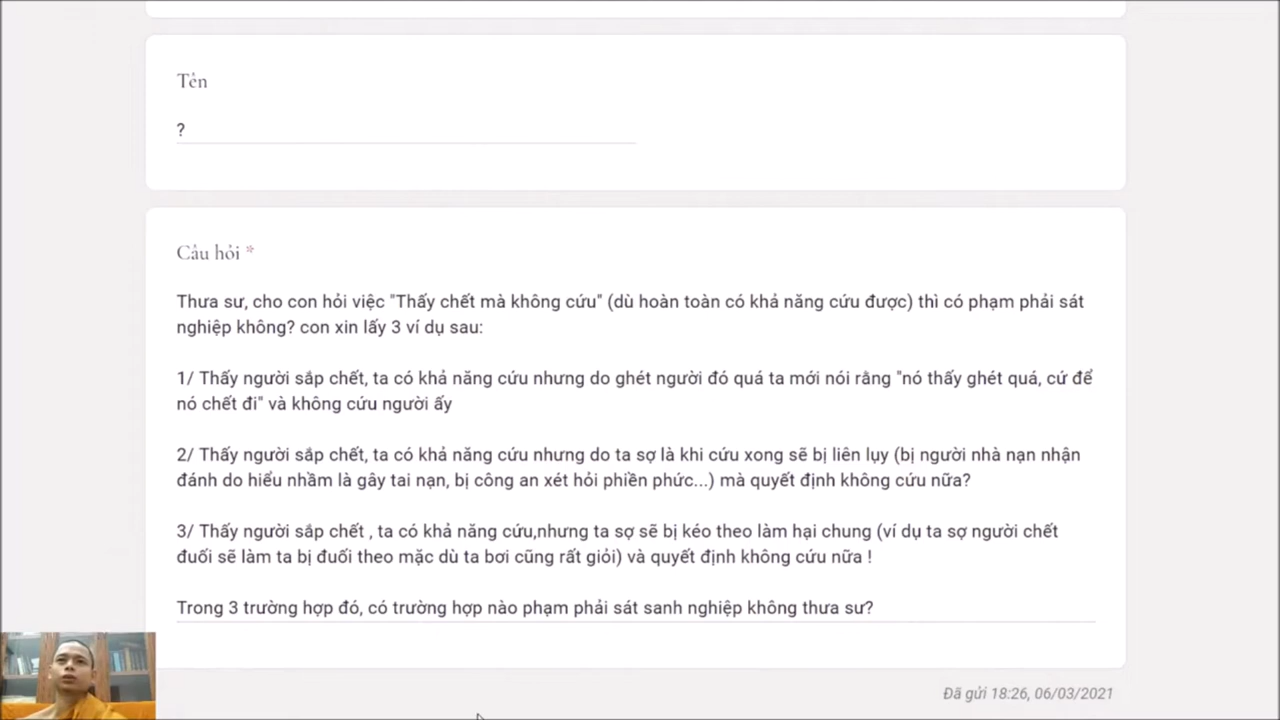 Tên
?
Câu hỏi *
Thưa sư, cho con hỏi việc "Thấy chết mà không cứu" (dù hoàn toàn có khả năng cứu được) thì có phạm phải sát
nghiệp không? con xin lấy 3 ví dụ sau:
1/ Thấy người sắp chết, ta có khả năng cứu nhưng do ghét người đó quá ta mới nói rằng "nó thấy ghét quá, cứ để
nó chết đi" và không cứu người ấy
2/ Thấy người sắp chết, ta có khả năng cứu nhưng do ta sợ là khi cứu xong sẽ bị liên lụy (bị người nhà nạn nhận
đánh do hiểu nhầm là gây tai nạn, bị công an xét hỏi phiền phức...) mà quyết định không cứu nữa?
3/ Thấy người sắp chết , ta có khả năng cứu,nhưng ta sợ sẽ bị kéo theo làm hại chung (ví dụ ta sợ người chết
đuối sẽ làm ta bị đuối theo mặc dù ta bơi cũng rất giỏi) và quyết định không cứu nữa !
Trong 3 trường hợp đó, có trường hợp nào phạm phải sát sanh nghiệp không thưa sư?
Đã gửi 18:26, 06/03/2021